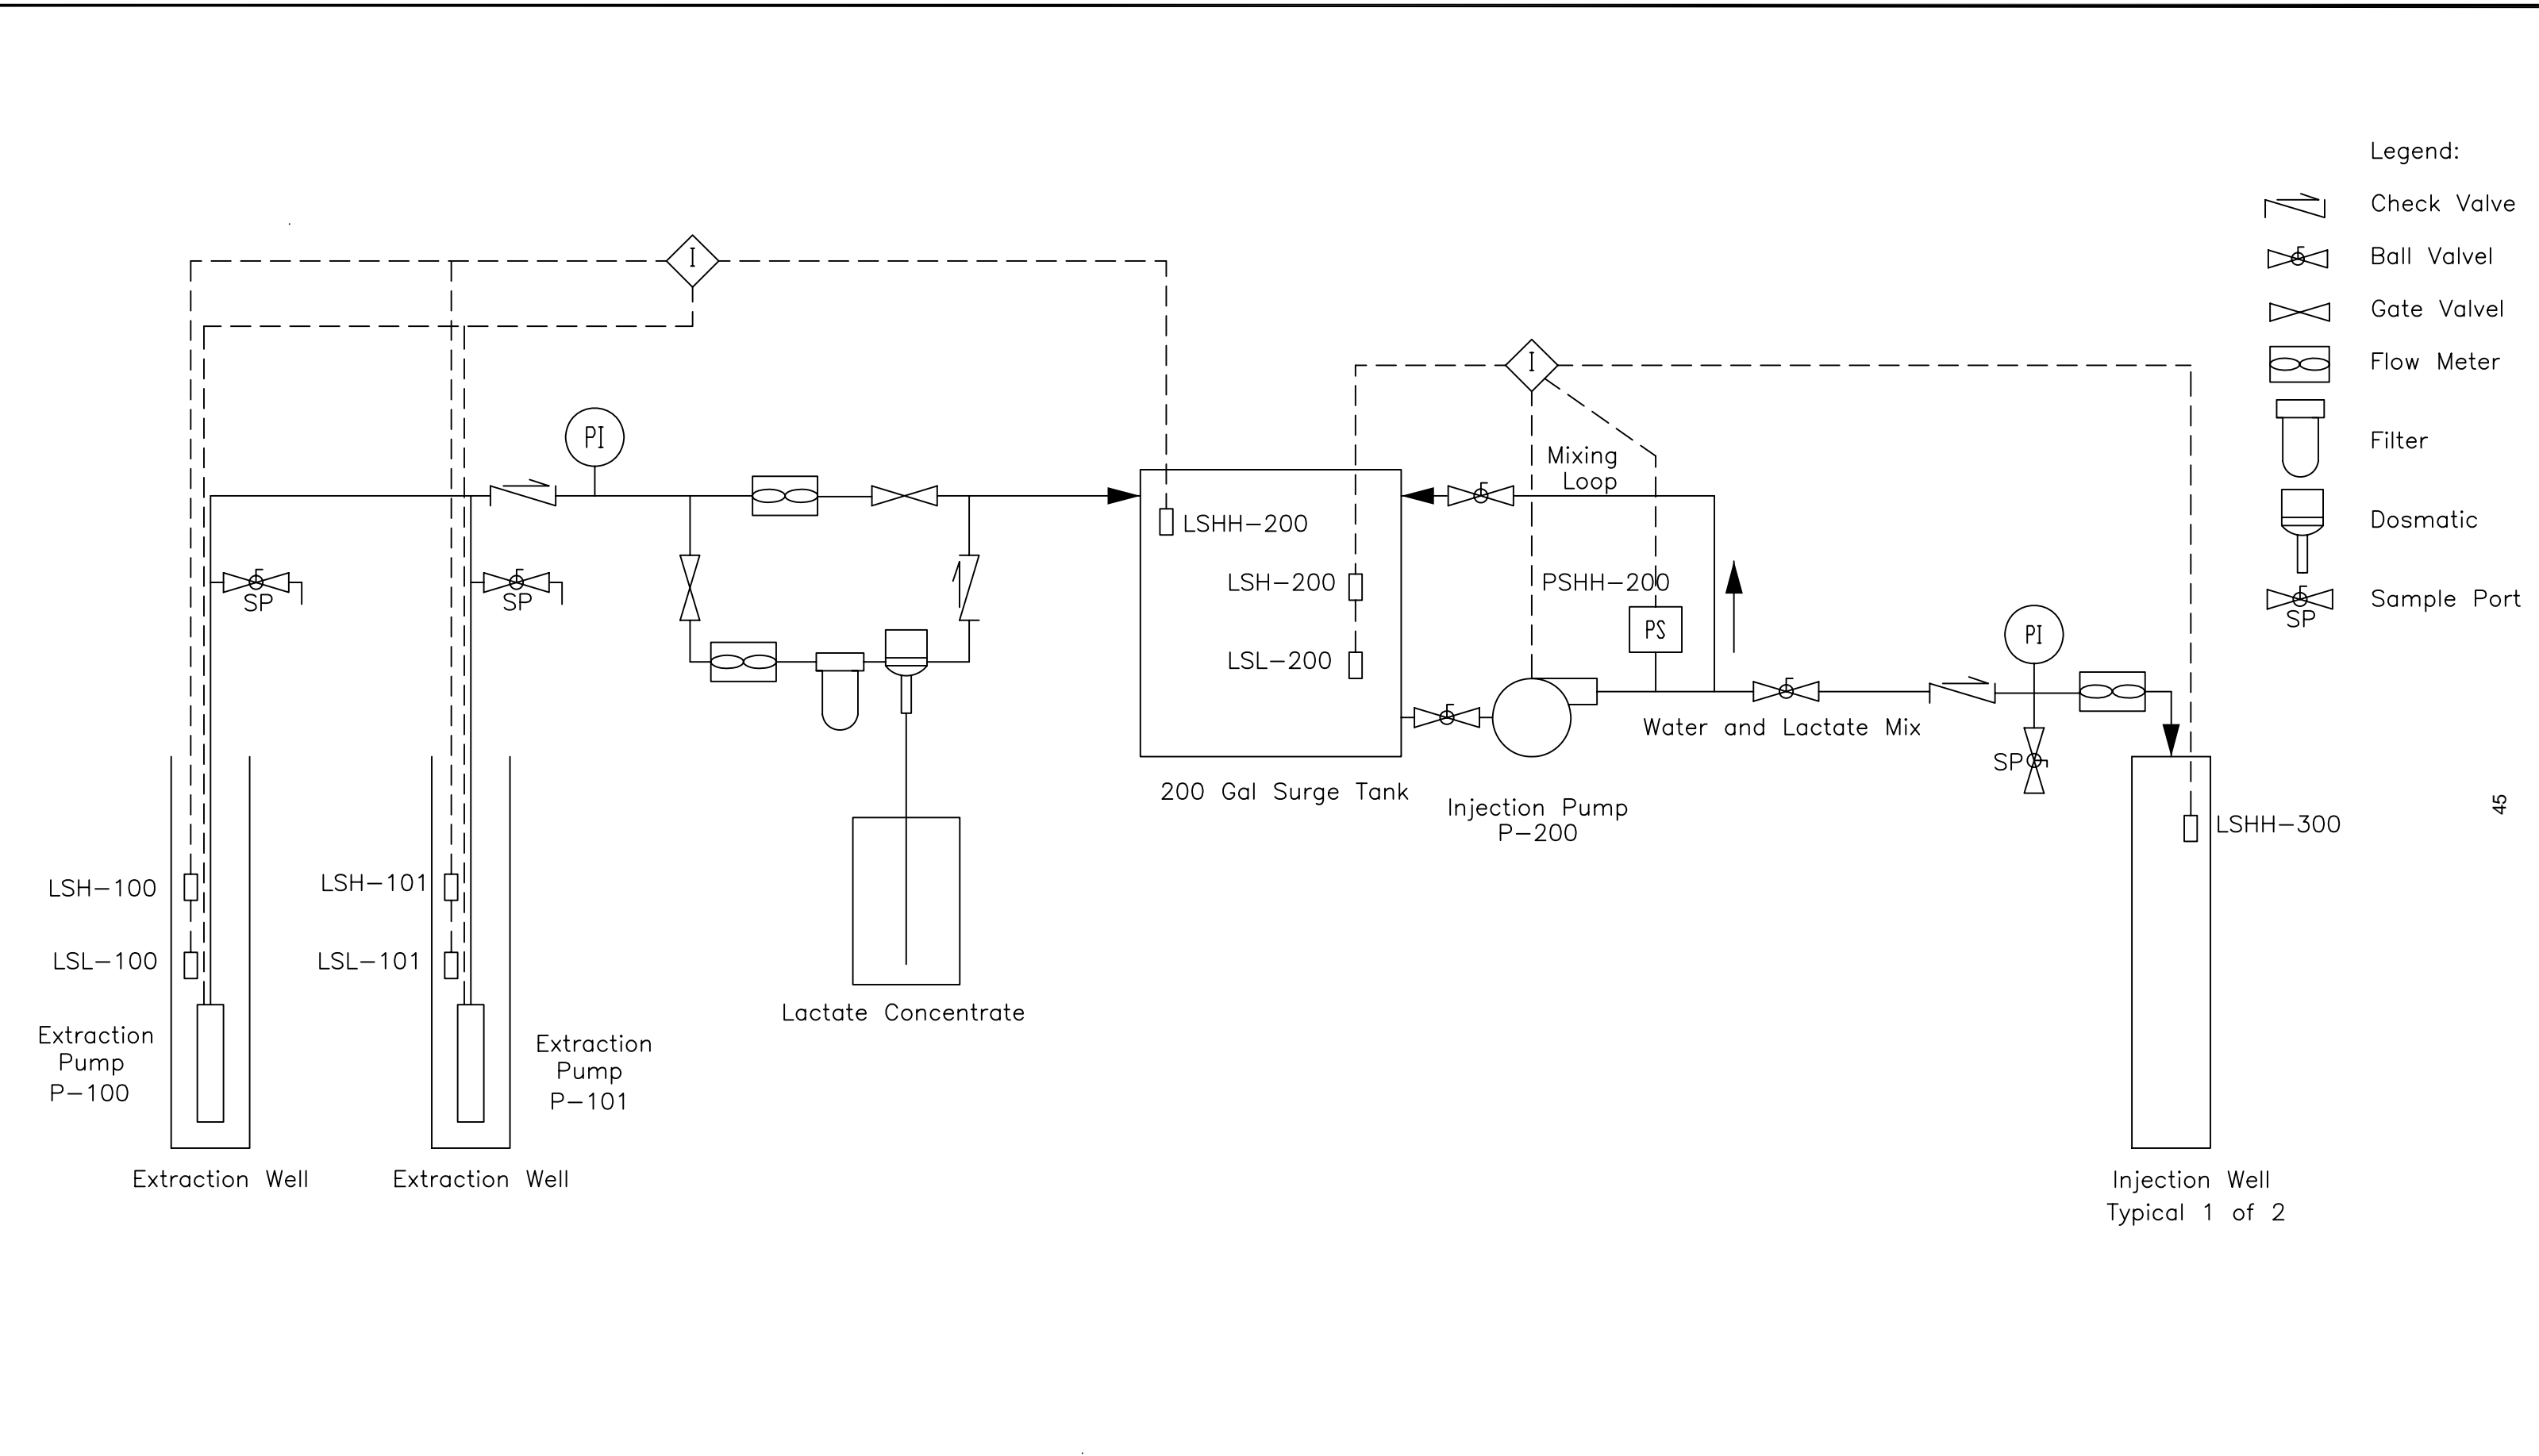 Legend:
Check Valve
Ball Valvel
Gate Valvel
Flow Meter
Filter
Dosmatic
Sample Port
SP
I
I
PI
Mixing
Loop
LSHH-200
LSH-200
LSL-200
PSHH-200
PS
SP
SP
PI
Water and Lactate Mix
SP
200 Gal Surge Tank
Injection Pump
P-200
45
LSHH-300
LSH-100
LSH-101
LSL-100
LSL-101
Lactate Concentrate
Extraction
Pump
P-100
Extraction
Pump
P-101
Extraction Well
Extraction Well
Injection Well
Typical 1 of 2